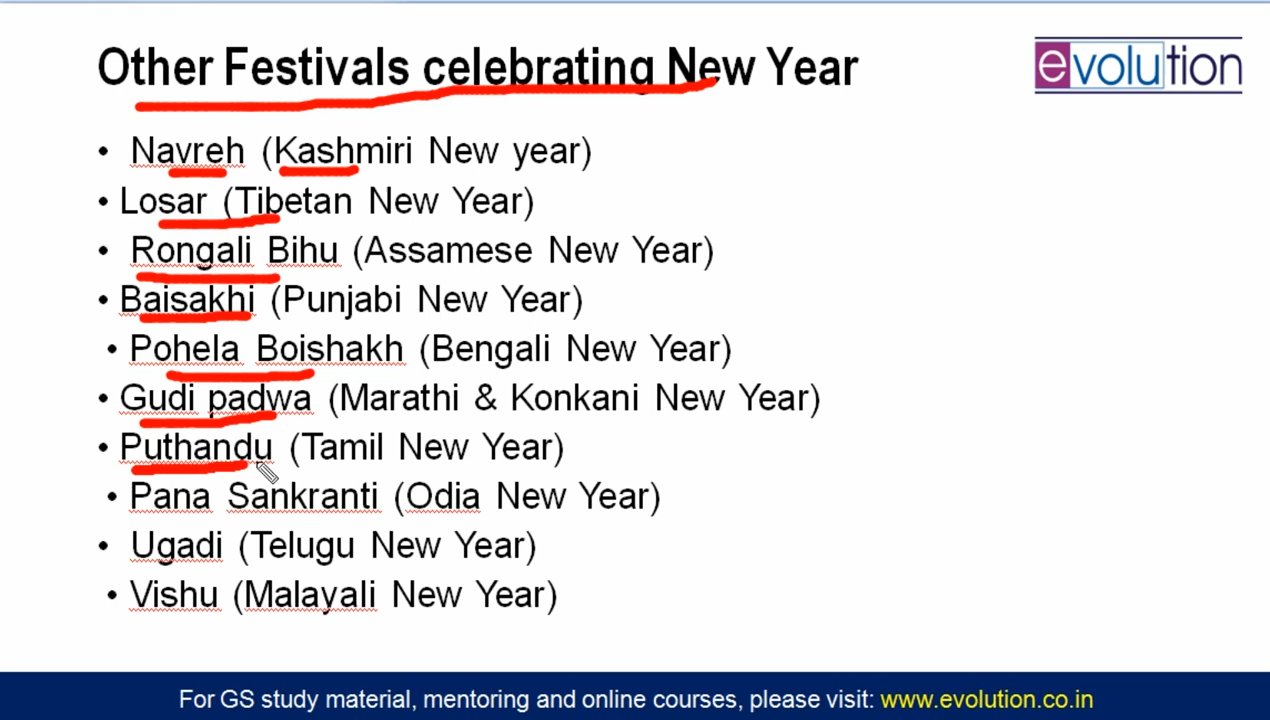 Other Festivals celebrating New Year
evolution
• Navreh (Kashmiri New year)
• Losar (Tibetan New Year)
• Rongali Bihu (Assamese New Year)
• Baisakhi (Punjabi New Year)
• Pohela Boishakh (Bengali New Year)
• Gudi padwa (Marathi & Konkani New Year)
• Puthandu (Tamil New Year)
• Pana Sankranti (Odia New Year)
• Ugadi (Telugu New Year)
• Vishu (Malayali New Year)
For GS study material, mentoring and online courses, please visit: www.evolution.co.in